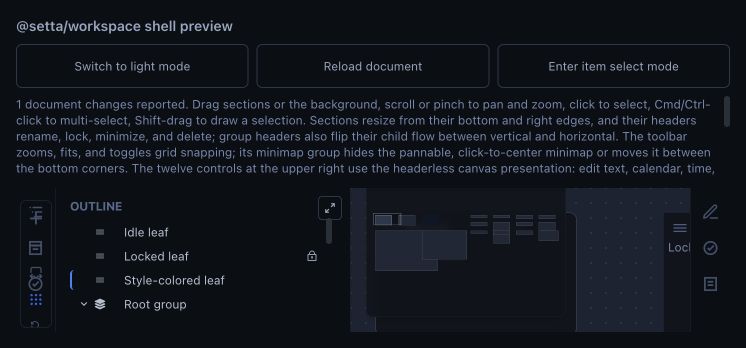 @setta/workspace shell preview
Switch to light mode
Reload document
Enter item select mode
1 document changes reported. Drag sections or the background, scroll or pinch to pan and zoom, click to select, Cmd/Ctrl-
click to multi-select, Shift-drag to draw a selection. Sections resize from their bottom and right edges, and their headers
rename, lock, minimize, and delete; group headers also flip their child flow between vertical and horizontal. The toolbar
zooms, fits, and toggles grid snapping; its minimap group hides the pannable, click-to-center minimap or moves it between
the bottom corners. The twelve controls at the upper right use the headerless canvas presentation: edit text, calendar, time,
OUTLINE
Idle leaf
Locked leaf
Style-colored leaf
Root group
Loc